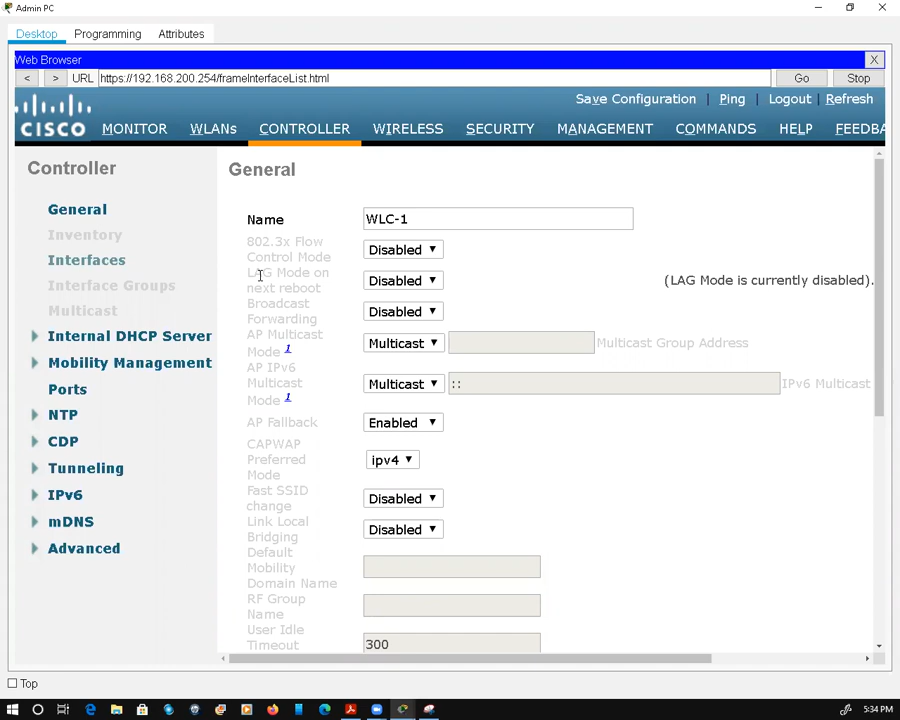 Admin PC
Desktop Programming Attributes
Web Browser X
< > URL https://192.168.200.254/frameInterfaceList.html Go Stop
Save Configuration | Ping | Logout | Refresh
CISCO MONITOR WLANs CONTROLLER WIRELESS SECURITY MANAGEMENT COMMANDS HELP FEEDBA
Controller
General
Inventory
Interfaces
Interface Groups
Multicast
Internal DHCP Server
Mobility Management
Ports
NTP
CDP
Tunneling
IPv6
mDNS
Advanced
General
Name WLC-1
802.3x Flow
Control Mode Disabled
LAG Mode on
next reboot Disabled (LAG Mode is currently disabled).
Broadcast
Forwarding Disabled
AP Multicast
Mode 1 Multicast Multicast Group Address
AP IPv6
Multicast
Mode 1 Multicast :: IPv6 Multicast
AP Fallback Enabled
CAPWAP
Preferred
Mode ipv4
Fast SSID
change Disabled
Link Local
Bridging Disabled
Default
Mobility
Domain Name
RF Group
Name
User Idle
Timeout 300
Top
5:34 PM